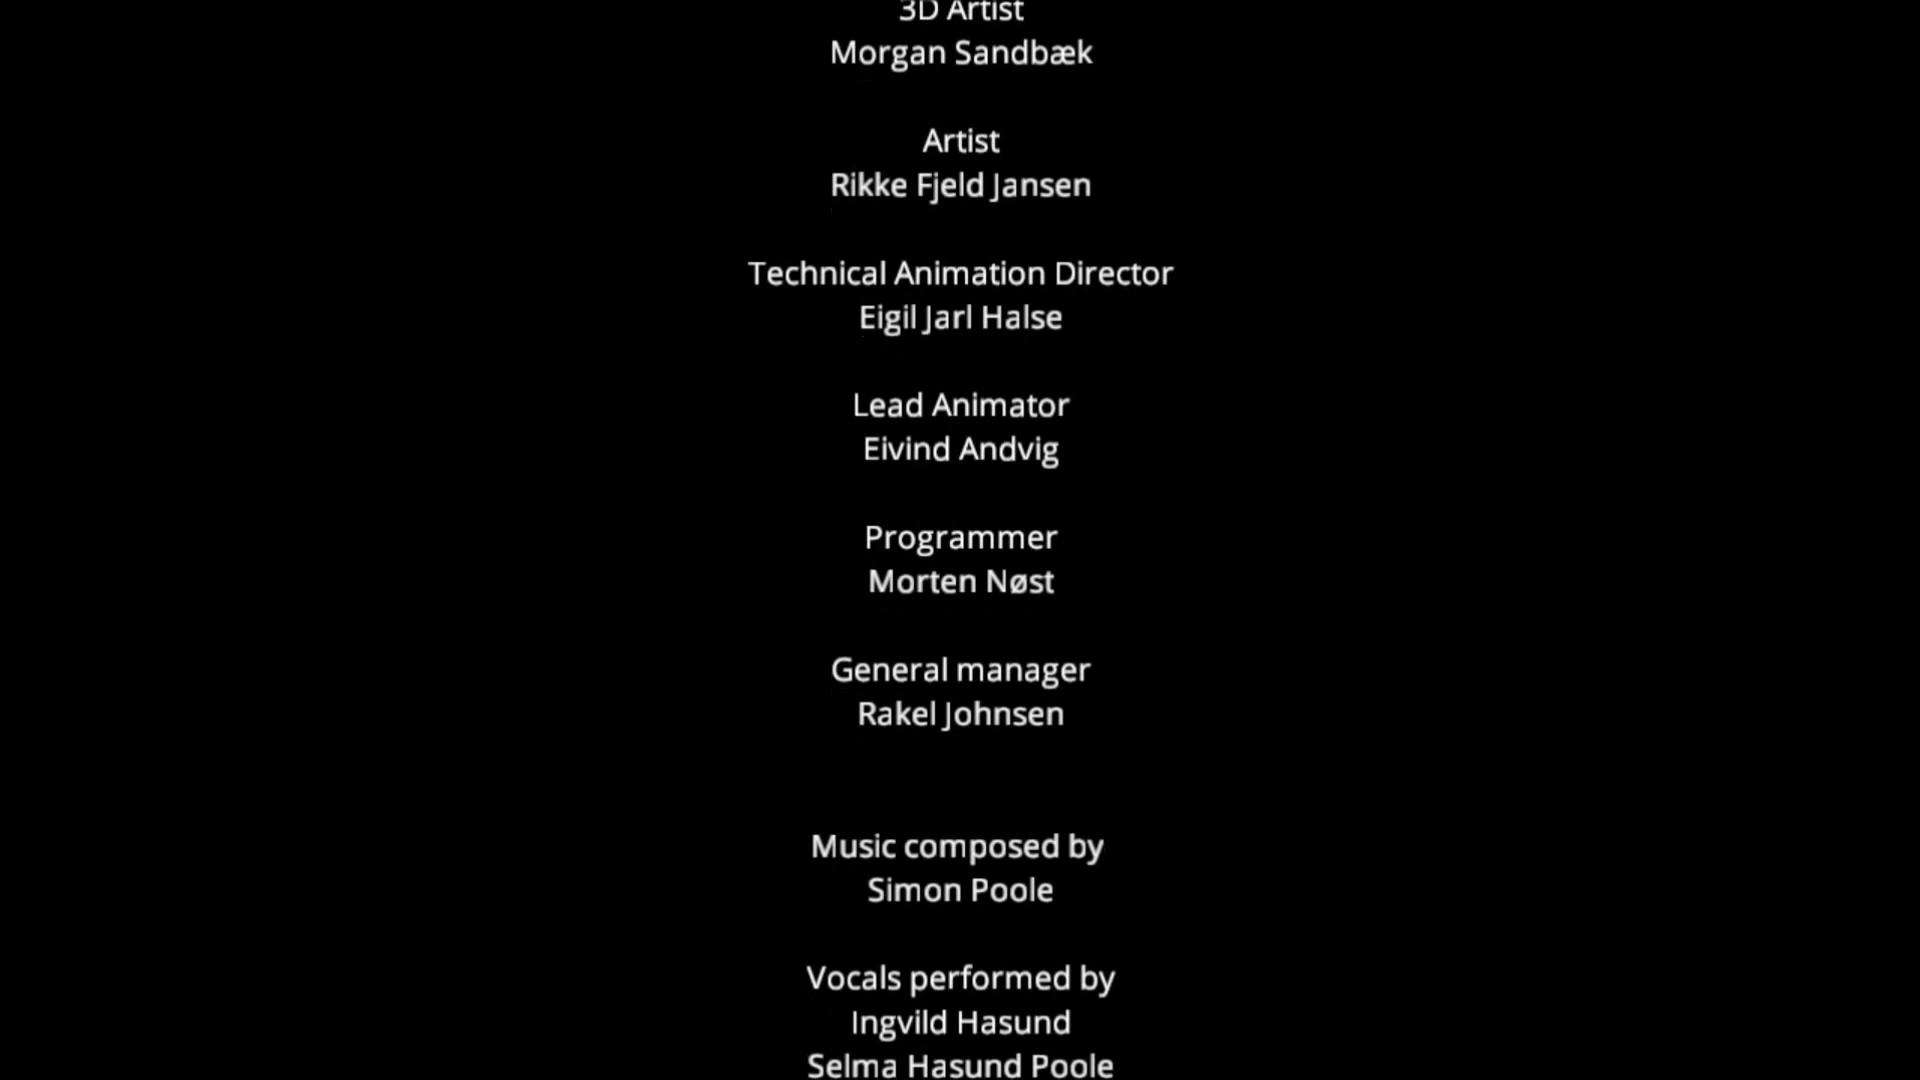 3D Artist
Morgan Sandbæk
Artist
Rikke Fjeld Jansen
Technical Animation Director
Eigil Jarl Halse
Lead Animator
Eivind Andvig
Programmer
Morten Nøst
General manager
Rakel Johnsen
Music composed by
Simon Poole
Vocals performed by
Ingvild Hasund
Selma Hasund Poole